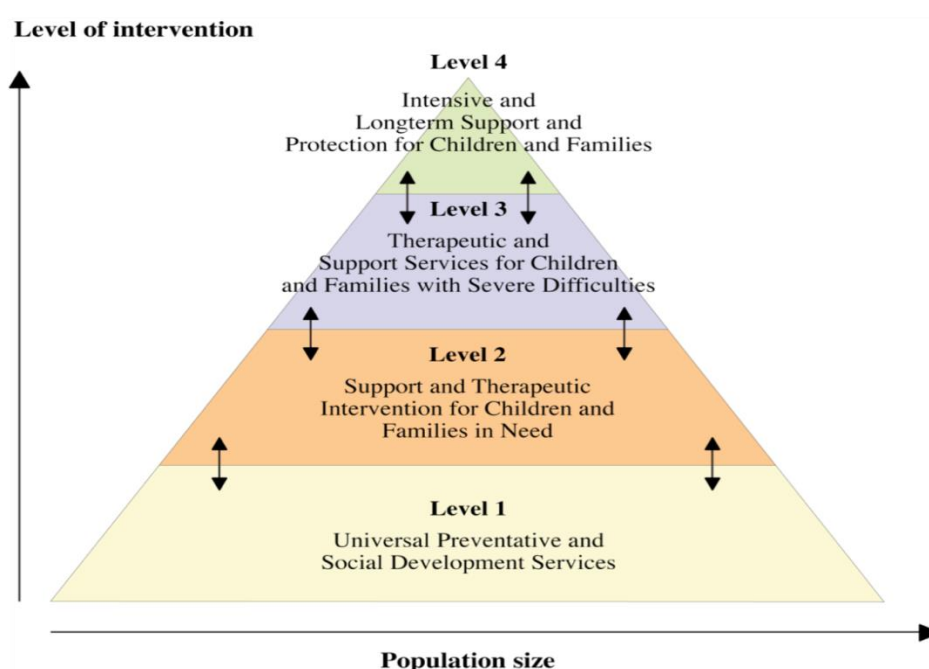 Level of intervention
Level 4
Intensive and
Longterm Support and
Protection for Children and Families
Level 3
Therapeutic and
Support Services for Children
and Families with Severe Difficulties
Level 2
Support and Therapeutic
Intervention for Children and
Families in Need
Level 1
Universal Preventative and
Social Development Services
Population size